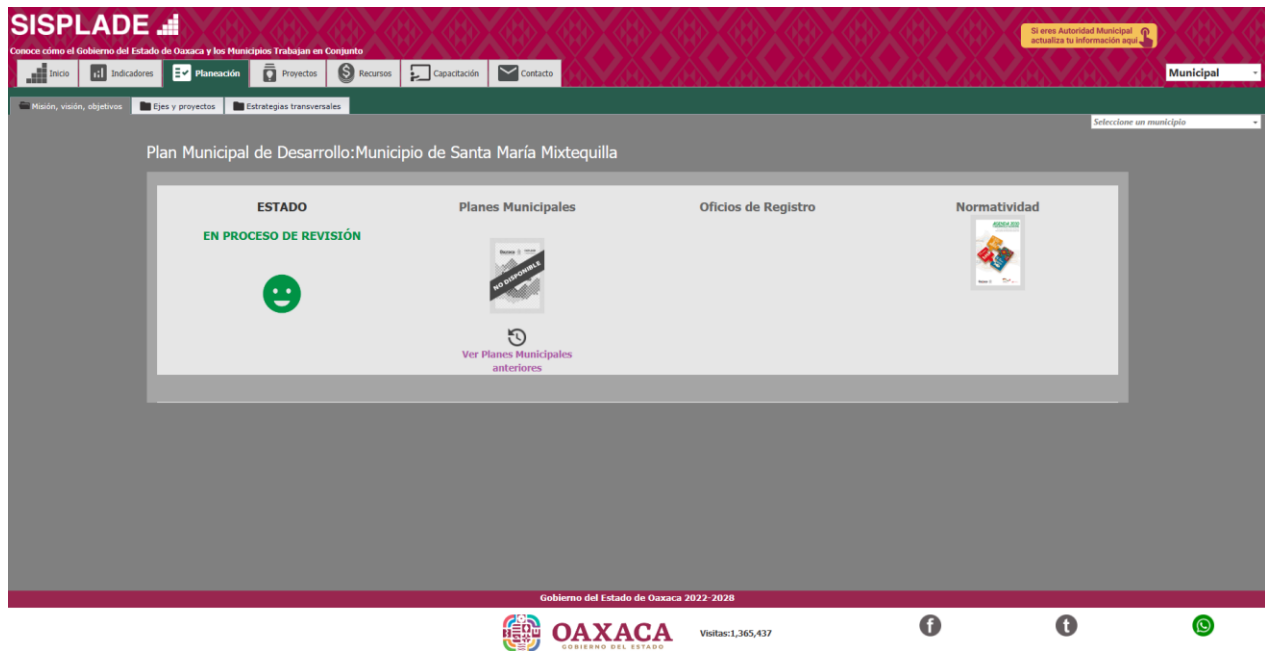 SISPLADE
Conoce cómo el Gobierno del Estado de Oaxaca y los Municipios Trabajan en Conjunto
Si eres Autoridad Municipal
actualiza tu información aquí
Inicio Indicadores Planeación Proyectos Recursos Capacitación Contacto
Municipal
Misión, visión, objetivos Ejes y proyectos Estrategias transversales
Seleccione un municipio
Plan Municipal de Desarrollo:Municipio de Santa María Mixtequilla
ESTADO Planes Municipales Oficios de Registro Normatividad
EN PROCESO DE REVISIÓN
NO DISPONIBLE
Ver Planes Municipales
anteriores
Gobierno del Estado de Oaxaca 2022-2028
OAXACA
GOBIERNO DEL ESTADO
Visitas:1,365,437